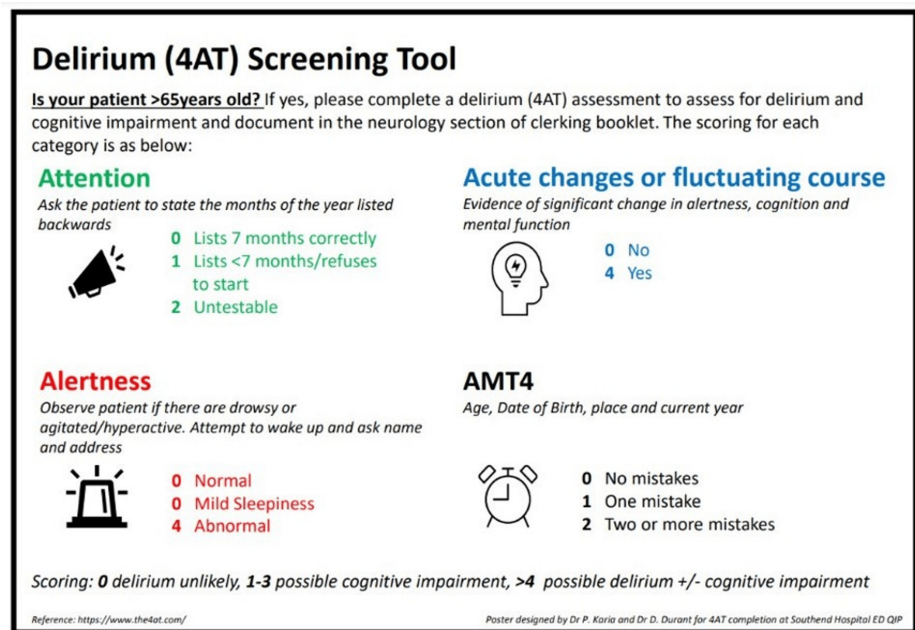 Delirium (4AT) Screening Tool
Is your patient >65years old? If yes, please complete a delirium (4AT) assessment to assess for delirium and
cognitive impairment and document in the neurology section of clerking booklet. The scoring for each
category is as below:
Attention
Ask the patient to state the months of the year listed
backwards
0 Lists 7 months correctly
1 Lists <7 months/refuses
to start
2 Untestable
Acute changes or fluctuating course
Evidence of significant change in alertness, cognition and
mental function
0 No
4 Yes
Alertness
Observe patient if there are drowsy or
agitated/hyperactive. Attempt to wake up and ask name
and address
0 Normal
0 Mild Sleepiness
4 Abnormal
AMT4
Age, Date of Birth, place and current year
0 No mistakes
1 One mistake
2 Two or more mistakes
Scoring: 0 delirium unlikely, 1-3 possible cognitive impairment, >4 possible delirium +/- cognitive impairment
Reference: https://www.the4at.com/
Poster designed by Dr P. Karia and Dr D. Durant for 4AT completion at Southend Hospital ED QIP